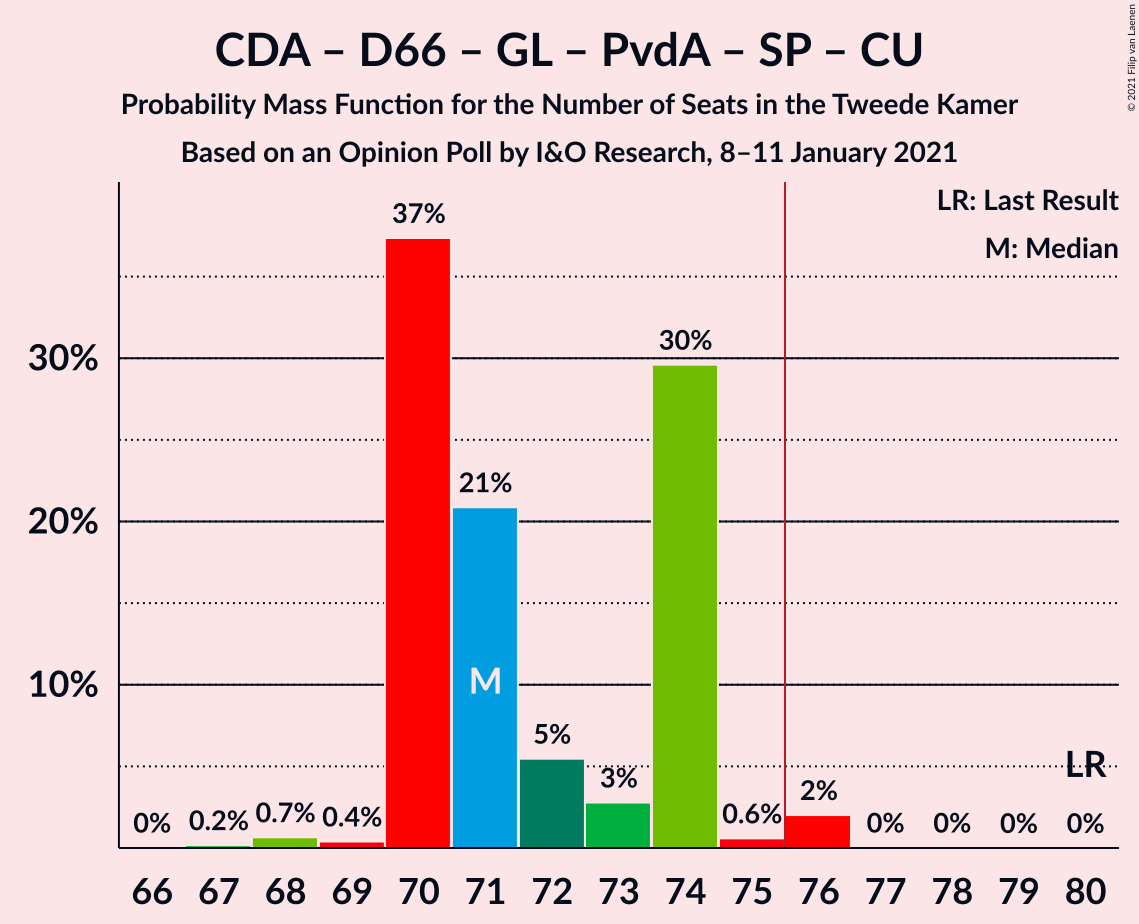 CDA – D66 – GL – PvdA – SP – CU
Probability Mass Function for the Number of Seats in the Tweede Kamer
Based on an Opinion Poll by I&O Research, 8–11 January 2021
© 2021 Filip van Laenen
LR: Last Result
M: Median
37%
30%
30%
21%
20%
M
10%
5%
LR
3%
2%
0% 0.2% 0.7% 0.4% 0.6% 0% 0% 0% 0%
66 67 68 69 70 71 72 73 74 75 76 77 78 79 80